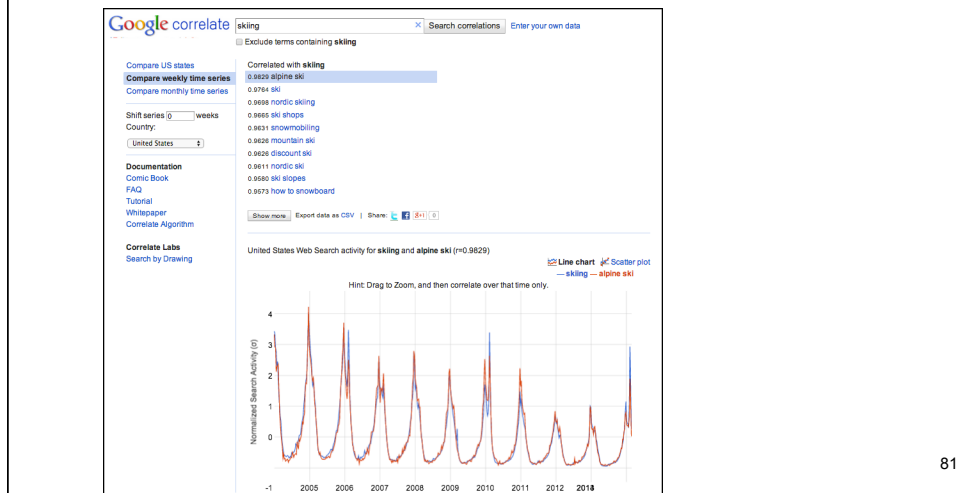 Google correlate skiing × Search correlations Enter your own data
Exclude terms containing skiing
Compare US states
Compare weekly time series
Compare monthly time series
Shift series 0 weeks
Country:
United States
Documentation
Comic Book
FAQ
Tutorial
Whitepaper
Correlate Algorithm
Correlate Labs
Search by Drawing
Correlated with skiing
0.9829 alpine ski
0.9764 ski
0.9698 nordic skiing
0.9665 ski shops
0.9631 snowmobiling
0.9626 mountain ski
0.9626 discount ski
0.9611 nordic ski
0.9580 ski slopes
0.9573 how to snowboard
Show more Export data as CSV | Share: 0
United States Web Search activity for skiing and alpine ski (r=0.9829)
Line chart Scatter plot
skiing alpine ski
Hint: Drag to Zoom, and then correlate over that time only.
Normalized Search Activity (σ)
4
3
2
1
0
-1 2005 2006 2007 2008 2009 2010 2011 2012
81